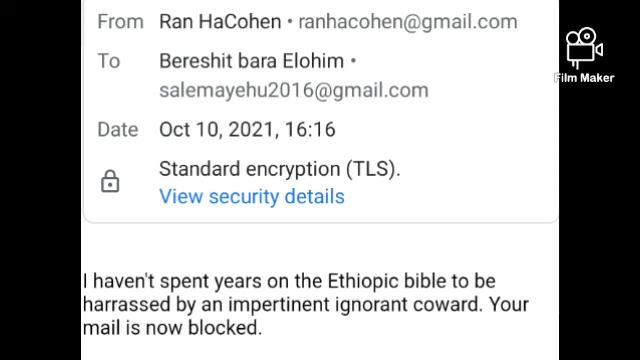 From Ran HaCohen • ranhacohen@gmail.com
To Bereshit bara Elohim •
salemayehu2016@gmail.com
Date Oct 10, 2021, 16:16
Standard encryption (TLS).
View security details
I haven't spent years on the Ethiopic bible to be
harrassed by an impertinent ignorant coward. Your
mail is now blocked.
Film Maker